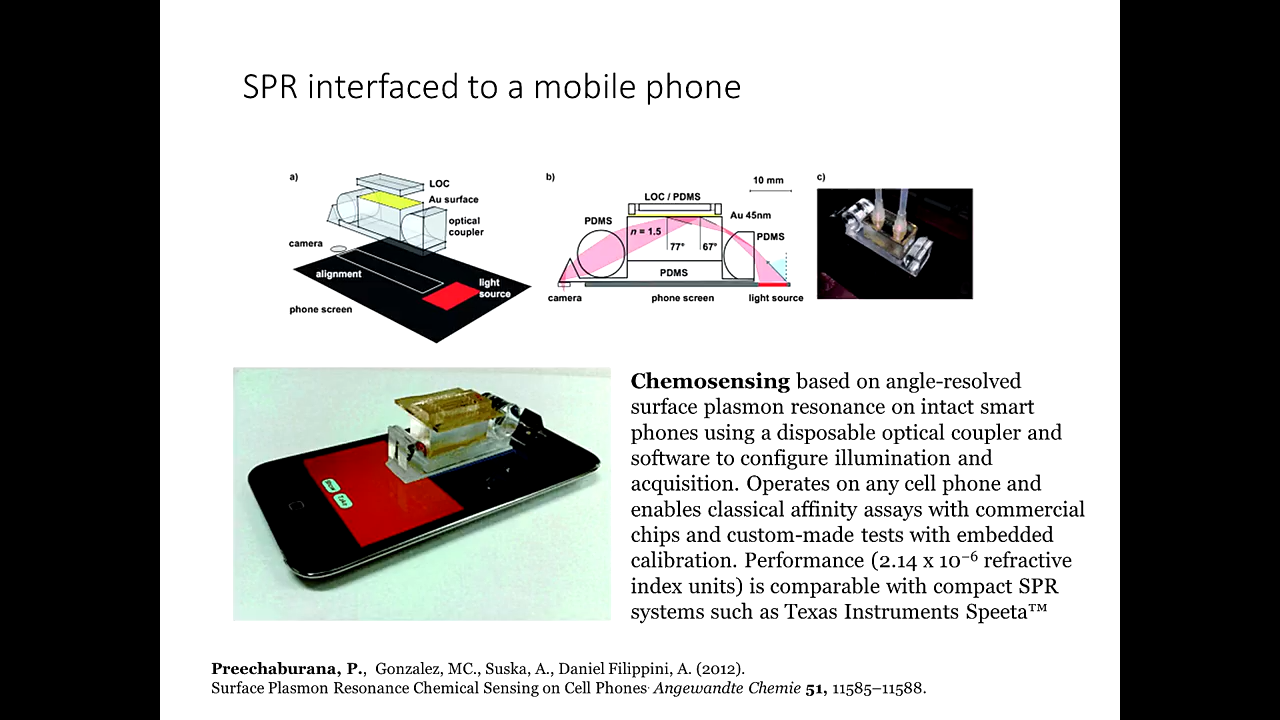 SPR interfaced to a mobile phone
a)
LOC
Au surface
optical
coupler
camera
alignment
light
source
phone screen
b)
10 mm
LOC / PDMS
Au 45nm
PDMS
PDMS
n = 1.5
77°
67°
PDMS
camera
phone screen
light source
c)
Chemosensing based on angle-resolved
surface plasmon resonance on intact smart
phones using a disposable optical coupler and
software to configure illumination and
acquisition. Operates on any cell phone and
enables classical affinity assays with commercial
chips and custom-made tests with embedded
calibration. Performance (2.14 x 10⁻⁶ refractive
index units) is comparable with compact SPR
systems such as Texas Instruments Speeta™
Preechaburana, P., Gonzalez, MC., Suska, A., Daniel Filippini, A. (2012).
Surface Plasmon Resonance Chemical Sensing on Cell Phones. Angewandte Chemie 51, 11585–11588.